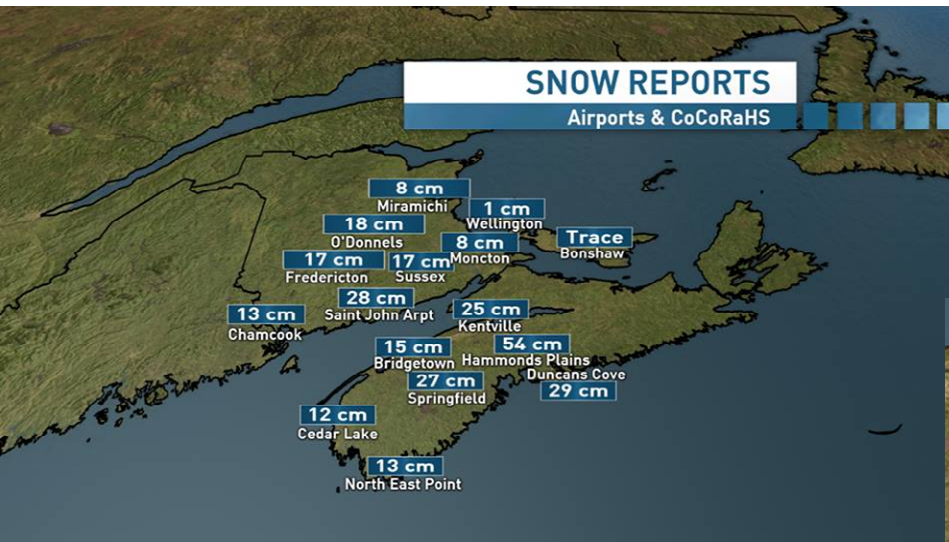 SNOW REPORTS
Airports & CoCoRaHS
8 cm
Miramichi
1 cm
Wellington
18 cm
O'Donnels
8 cm
Moncton
Trace
Bonshaw
17 cm
Fredericton
17 cm
Sussex
28 cm
Saint John Arpt
13 cm
Chamcook
25 cm
Kentville
15 cm
Bridgetown
54 cm
Hammonds Plains
Duncans Cove
29 cm
27 cm
Springfield
12 cm
Cedar Lake
13 cm
North East Point